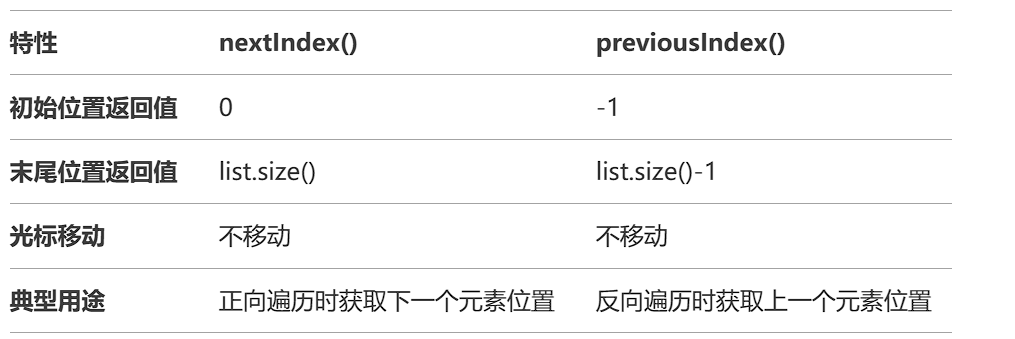 特性 nextIndex() previousIndex()
初始位置返回值 0 -1
末尾位置返回值 list.size() list.size()-1
光标移动 不移动 不移动
典型用途 正向遍历时获取下一个元素位置 反向遍历时获取上一个元素位置